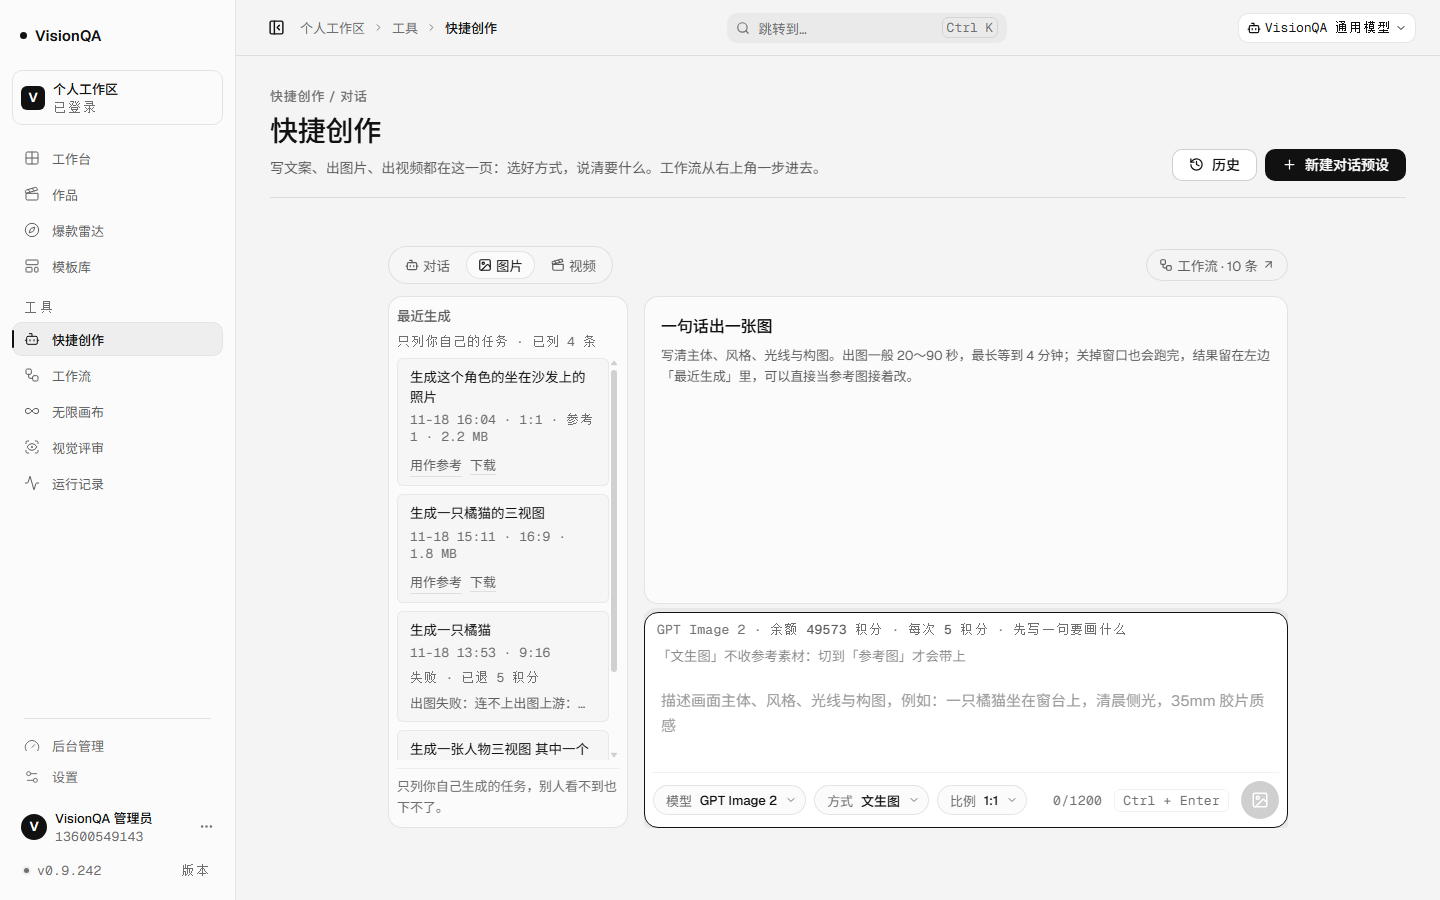 VisionQA
V
个人工作区
已登录
工作台
作品
爆款雷达
模板库
工具
快捷创作
工作流
无限画布
视觉评审
运行记录
后台管理
设置
V
VisionQA 管理员
13600549143
v0.9.242
版本
个人工作区
工具
快捷创作
跳转到...
Ctrl K
VisionQA 通用模型
快捷创作 / 对话
快捷创作
写文案、出图片、出视频都在这一页：选好方式，说清要什么。工作流从右上角一步进去。
历史
新建对话预设
对话
图片
视频
工作流 · 10 条
最近生成
只列你自己的任务 · 已列 4 条
生成这个角色的坐在沙发上的
照片
11-18 16:04 · 1:1 · 参考
1 · 2.2 MB
用作参考 下载
生成一只橘猫的三视图
11-18 15:11 · 16:9 ·
1.8 MB
用作参考 下载
生成一只橘猫
11-18 13:53 · 9:16
失败 · 已退 5 积分
出图失败：连不上出图上游：...
生成一张人物三视图 其中一个
只列你自己生成的任务，别人看不到也
下不了。
一句话出一张图
写清主体、风格、光线与构图。出图一般 20～90 秒，最长等到 4 分钟；关掉窗口也会跑完，结果留在左边
「最近生成」里，可以直接当参考图接着改。
GPT Image 2 · 余额 49573 积分 · 每次 5 积分 · 先写一句要画什么
「文生图」不收参考素材：切到「参考图」才会带上
描述画面主体、风格、光线与构图，例如：一只橘猫坐在窗台上，清晨侧光，35mm 胶片质
感
模型 GPT Image 2
方式 文生图
比例 1:1
0/1200
Ctrl + Enter